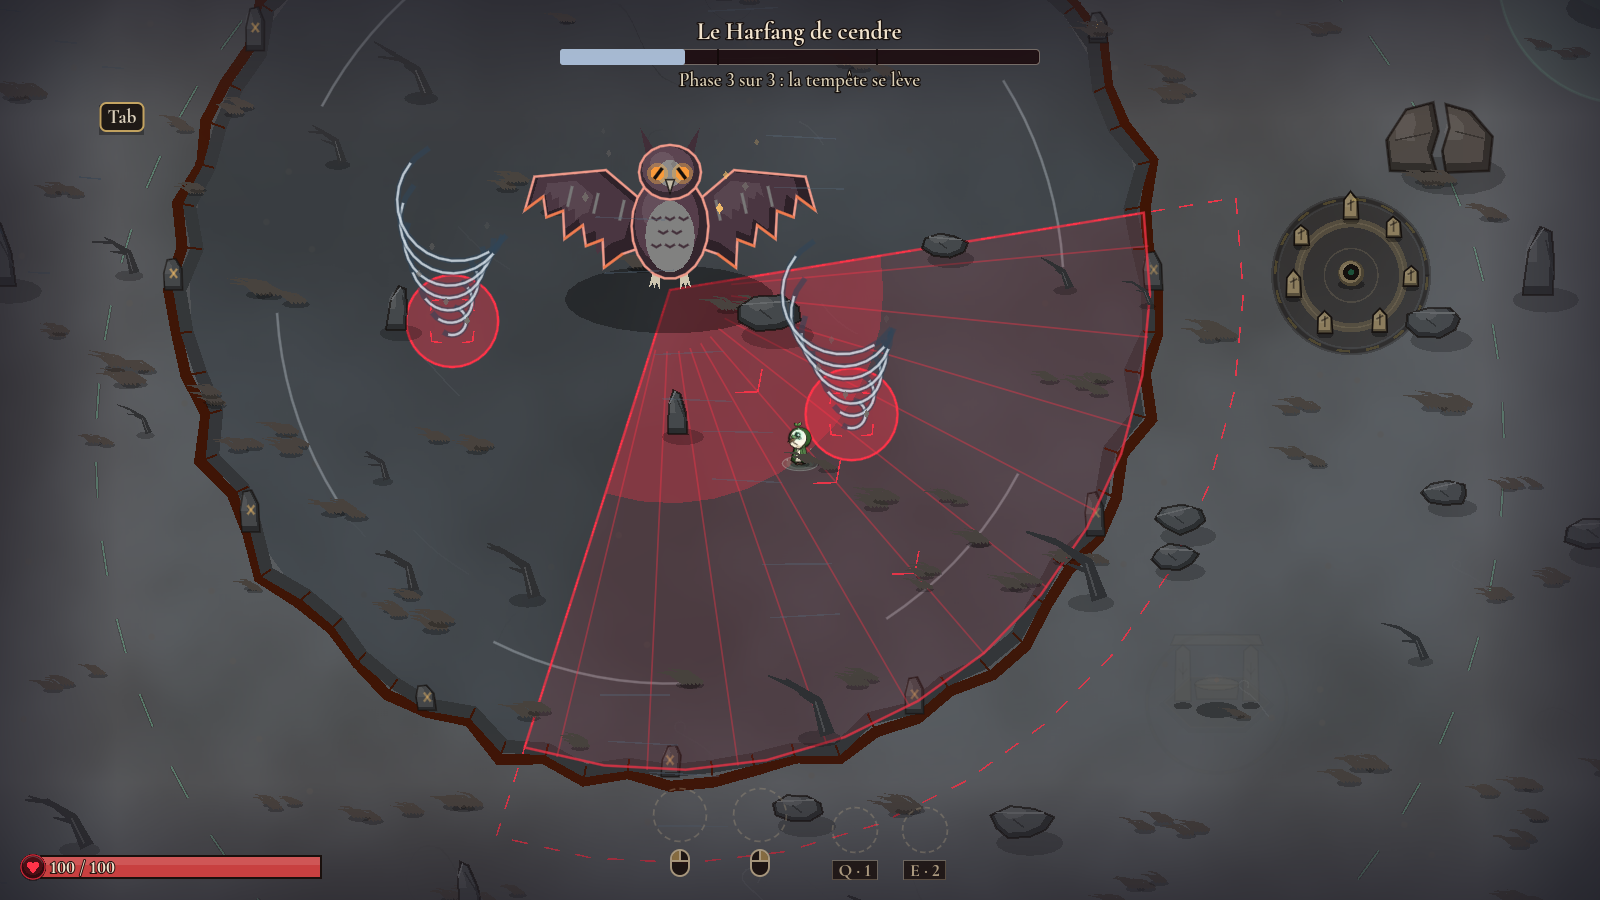 Le Harfang de cendre
Phase 3 sur 3 : la tempête se lève
Tab
100 / 100
Q · 1
E · 2